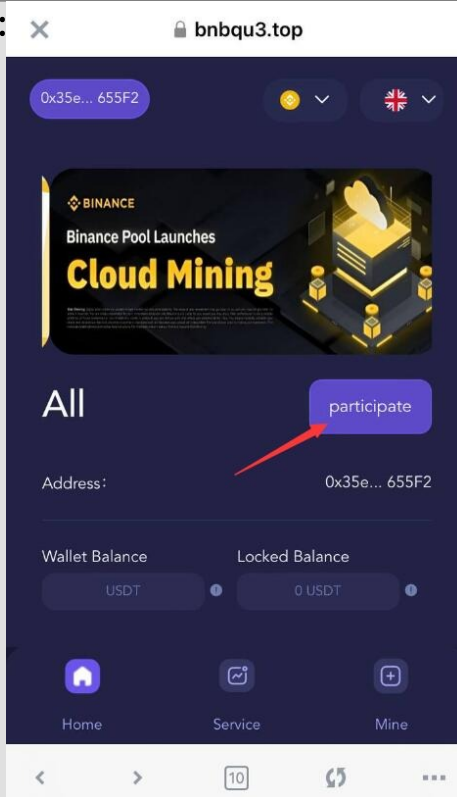 :
bnbqu3.top
0x35e... 655F2
BINANCE
Binance Pool Launches
Cloud Mining
All
participate
Address:
0x35e... 655F2
Wallet Balance
Locked Balance
USDT
0 USDT
Home
Service
Mine
10